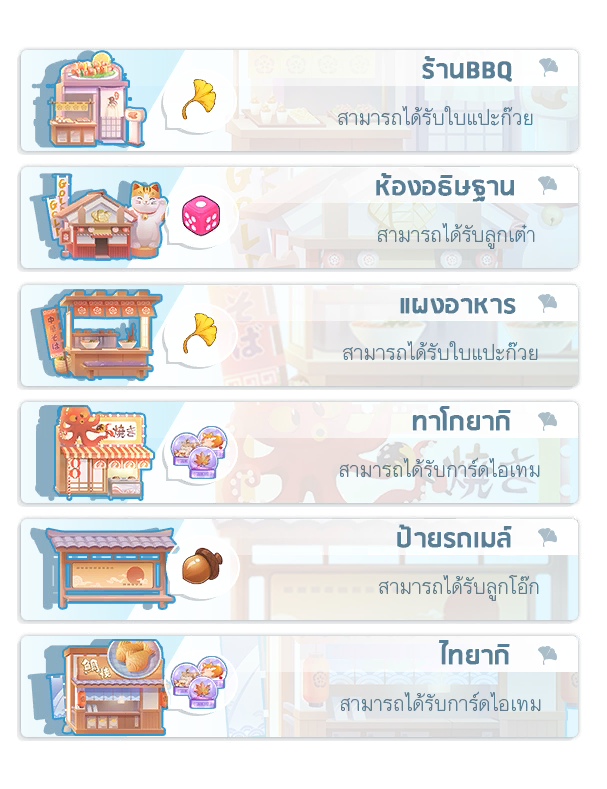 ร้านBBQ
สามารถได้รับใบแปะก๊วย
ห้องอธิษฐาน
สามารถได้รับลูกเต๋า
แผงอาหาร
สามารถได้รับใบแปะก๊วย
ทาโกยากิ
สามารถได้รับการ์ดไอเทม
焼き
ป้ายรถเมล์
สามารถได้รับลูกโอ๊ก
ไทยากิ
สามารถได้รับการ์ดไอเทม